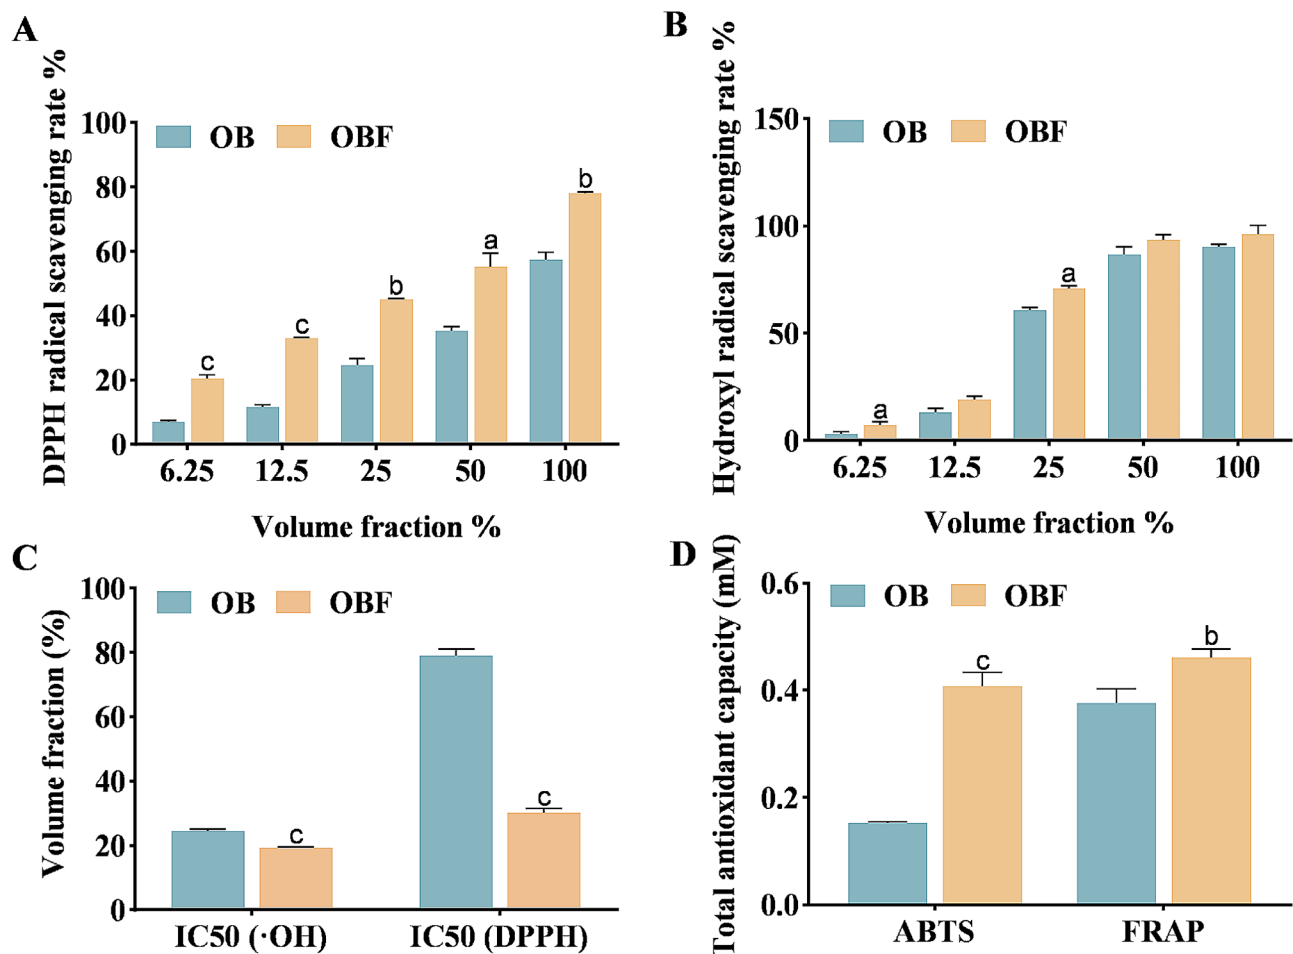 A
DPPH radical scavenging rate %
100
80
60
40
20
0
OB
OBF
c
c
b
a
b
6.25
12.5
25
50
100
Volume fraction %
B
Hydroxyl radical scavenging rate %
150
100
50
0
OB
OBF
a
a
6.25
12.5
25
50
100
Volume fraction %
C
Volume fraction (%)
100
80
60
40
20
0
OB
OBF
c
c
IC50 (·OH)
IC50 (DPPH)
D
Total antioxidant capacity (mM)
0.6
0.4
0.2
0.0
OB
OBF
c
b
ABTS
FRAP